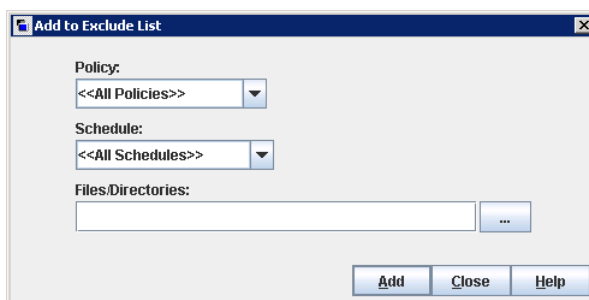 Add to Exclude List
Policy:
<<All Policies>>
Schedule:
<<All Schedules>>
Files/Directories:
...
Add Close Help